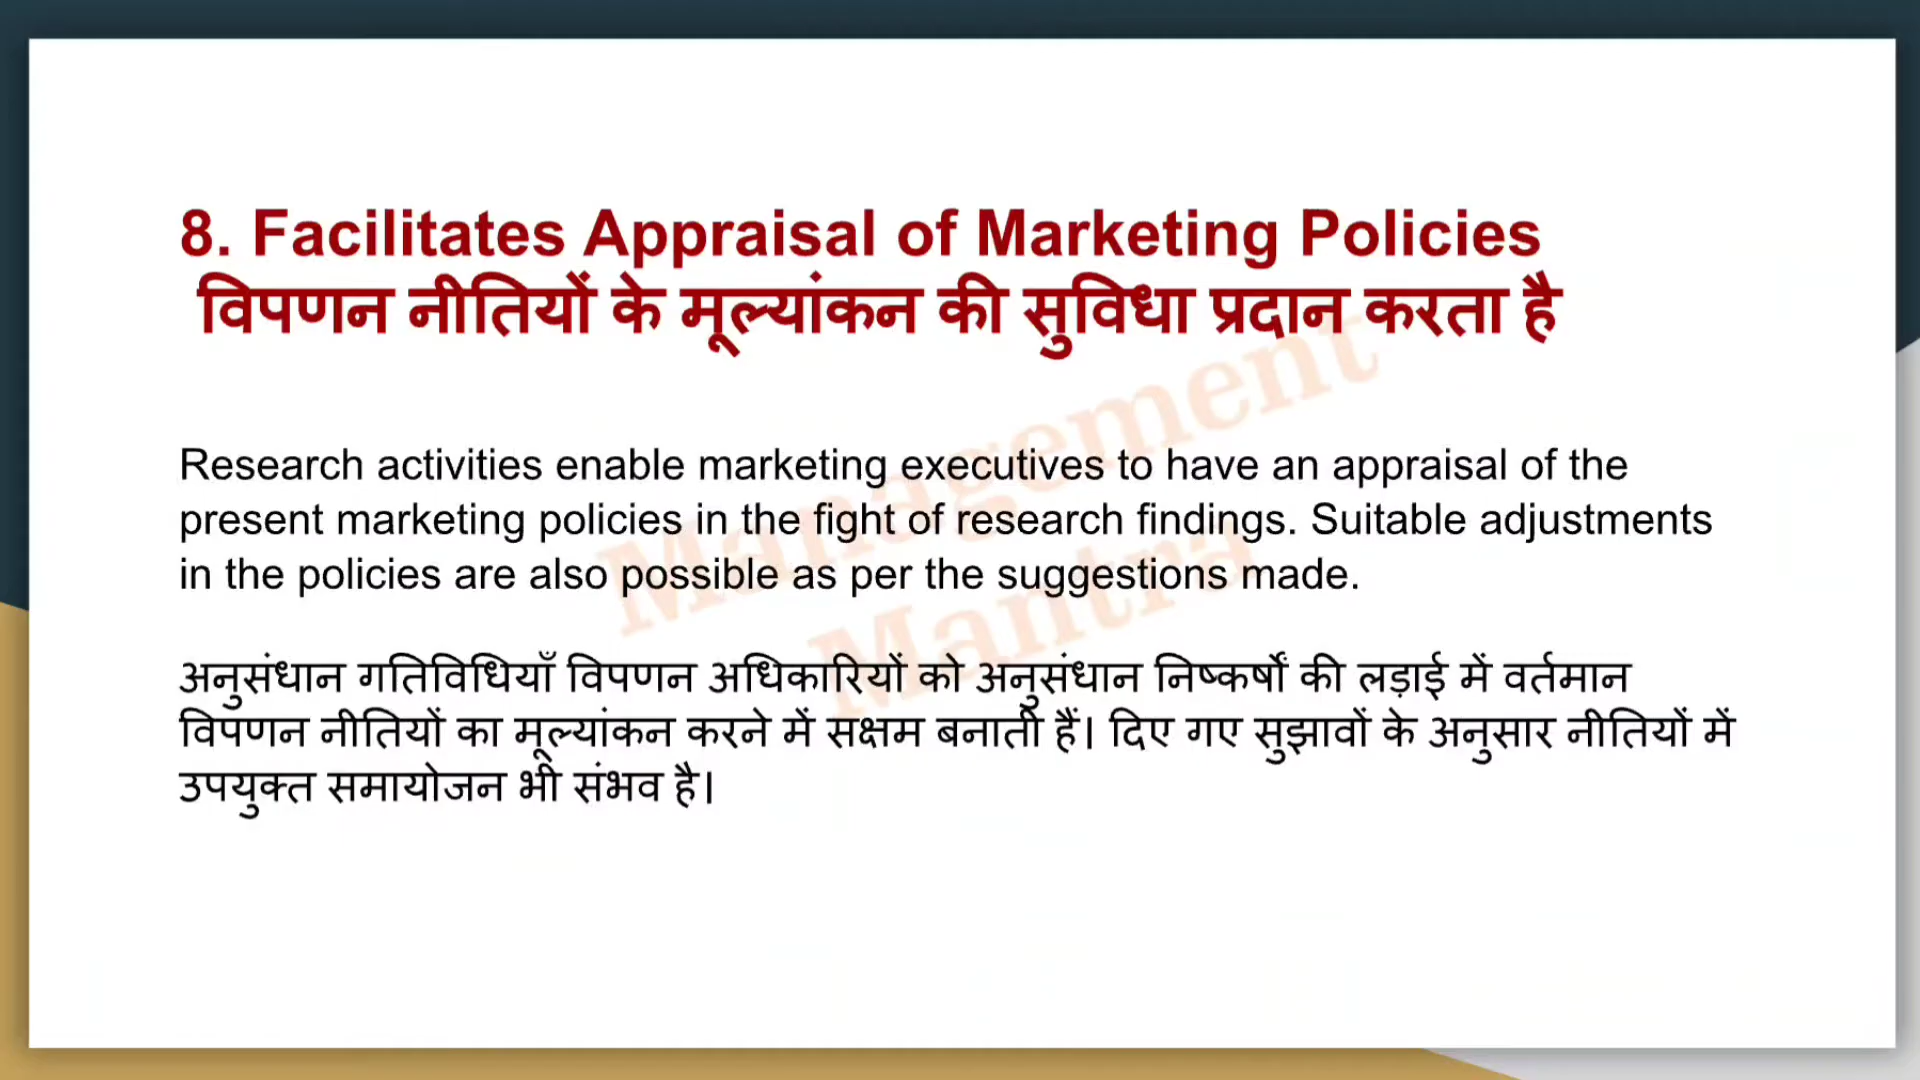 8. Facilitates Appraisal of Marketing Policies
विपणन नीतियों के मूल्यांकन की सुविधा प्रदान करता है
Research activities enable marketing executives to have an appraisal of the
present marketing policies in the fight of research findings. Suitable adjustments
in the policies are also possible as per the suggestions made.
अनुसंधान गतिविधियाँ विपणन अधिकारियों को अनुसंधान निष्कर्षों की लड़ाई में वर्तमान
विपणन नीतियों का मूल्यांकन करने में सक्षम बनाती हैं। दिए गए सुझावों के अनुसार नीतियों में
उपयुक्त समायोजन भी संभव है।
Management
Mantra